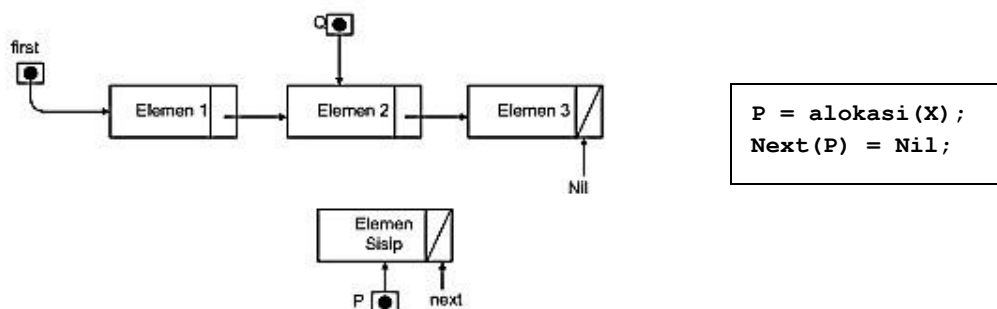 Q
first
Elemen 1
Elemen 2
Elemen 3
Nil
Elemen
Sisip
P
next
P = alokasi(X);
Next(P) = Nil;